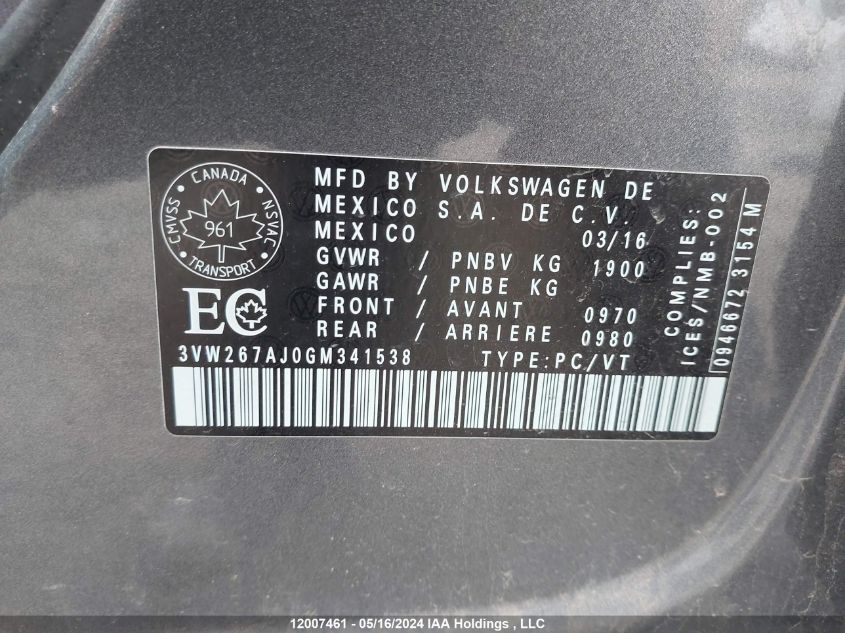 CANADA
CMVSS
NSVAC
961
TRANSPORT
EC
MFD BY VOLKSWAGEN DE
MEXICO S.A. DE C.V.
MEXICO 03/16
GVWR / PNBV KG 1900
GAWR / PNBE KG
FRONT / AVANT 0970
REAR / ARRIERE 0980
3VW267AJ0GM341538 TYPE:PC/VT
COMPLIES:
ICES/NMB-002
0946672 3154 M
12007461 - 05/16/2024 IAA Holdings , LLC